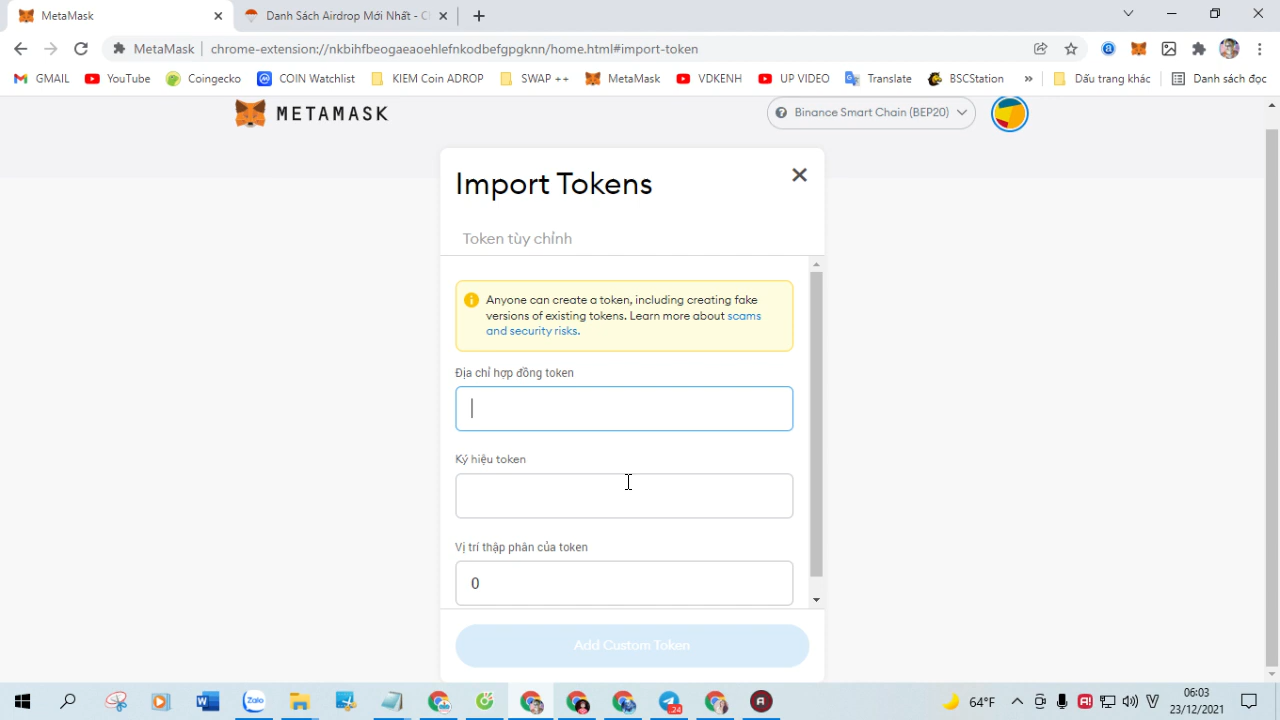 MetaMask
Danh Sách Airdrop Mới Nhất - C
MetaMask
chrome-extension://nkbihfbeogaeaoehlefnkodbefgpgknn/home.html#import-token
GMAIL
YouTube
Coingecko
COIN Watchlist
KIEM Coin ADROP
SWAP ++
MetaMask
VDKENH
UP VIDEO
Translate
BSCStation
»
Dấu trang khác
Danh sách đọc
METAMASK
Binance Smart Chain (BEP20)
Import Tokens
Token tùy chỉnh
Anyone can create a token, including creating fake
versions of existing tokens. Learn more about scams
and security risks.
Địa chỉ hợp đồng token
Ký hiệu token
Vị trí thập phân của token
0
Add Custom Token
Zalo
24
64°F
06:03
23/12/2021